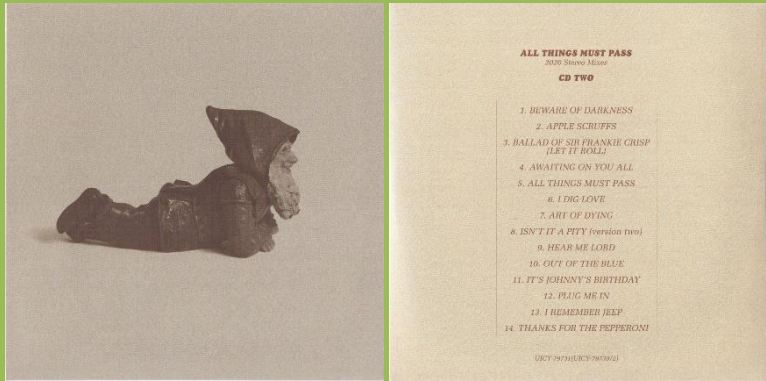 ALL THINGS MUST PASS
2020 Stereo Mixes
CD TWO
1. BEWARE OF DARKNESS
2. APPLE SCRUFFS
3. BALLAD OF SIR FRANKIE CRISP
(LET IT ROLL)
4. AWAITING ON YOU ALL
5. ALL THINGS MUST PASS
6. I DIG LOVE
7. ART OF DYING
8. ISN'T IT A PITY (version two)
9. HEAR ME LORD
10. OUT OF THE BLUE
11. IT'S JOHNNY'S BIRTHDAY
12. PLUG ME IN
13. I REMEMBER JEEP
14. THANKS FOR THE PEPPERONI